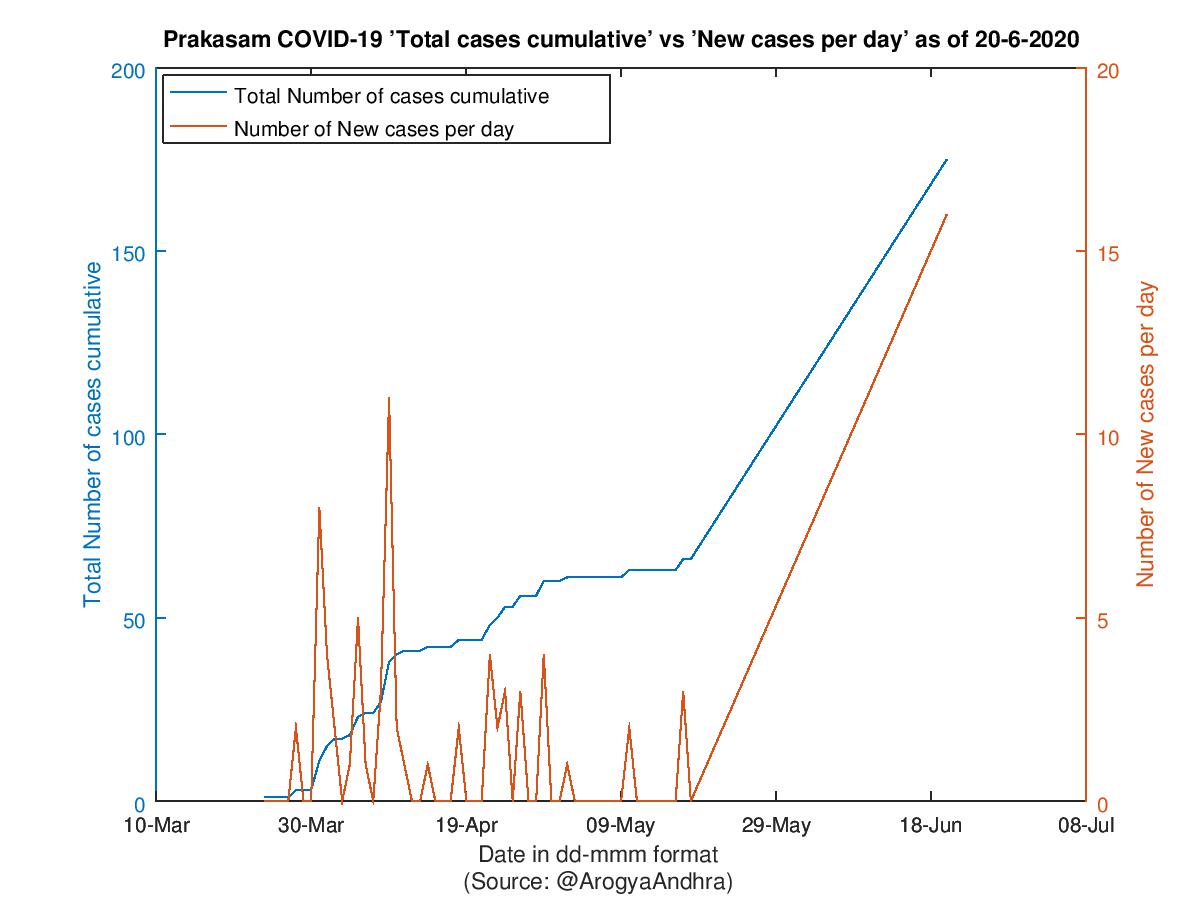 Prakasam COVID-19 ’Total cases cumulative’ vs ’New cases per day’ as of 20-6-2020
Total Number of cases cumulative
Number of New cases per day
200
150
100
50
0
Total Number of cases cumulative
20
15
10
5
0
Number of New cases per day
10-Mar 30-Mar 19-Apr 09-May 29-May 18-Jun 08-Jul
Date in dd-mmm format
(Source: @ArogyaAndhra)